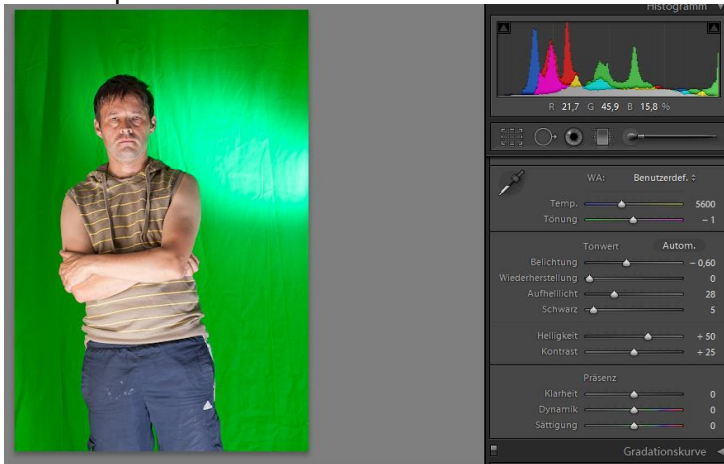 Histogramm
R 21,7 G 45,9 B 15,8 %
WA: Benutzerdef.
Temp. 5600
Tönung – 1
Tonwert Autom.
Belichtung – 0,60
Wiederherstellung 0
Aufhelllicht 28
Schwarz 5
Helligkeit + 50
Kontrast + 25
Präsenz
Klarheit 0
Dynamik 0
Sättigung 0
Gradationskurve